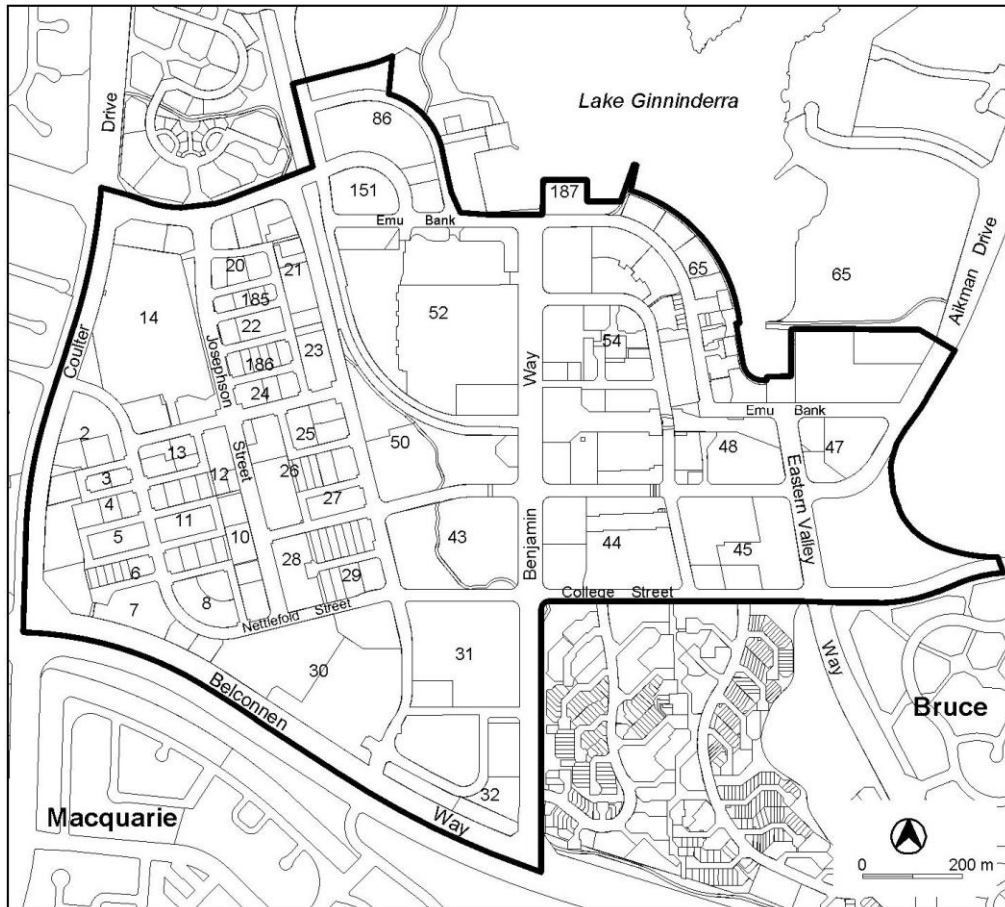 Lake Ginninderra
Drive
86
151
187
Emu Bank
65
65
Aikman Drive
20
21
185
14
52
22
Josephson
23
54
Way
186
Coulter
24
Emu Bank
2
25
50
48
47
13
3
12
Street
26
4
27
11
Eastern Valley
5
10
43
Benjamin
44
45
28
6
29
College Street
8
7
Nettlefold Street
30
31
Way
Belconnen
Bruce
32
Macquarie
Way
0 200 m